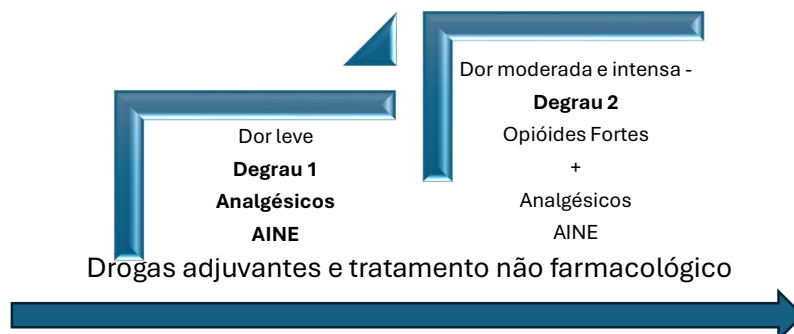 Dor leve
Degrau 1
Analgésicos
AINE
Dor moderada e intensa -
Degrau 2
Opióides Fortes
+
Analgésicos
AINE
Drogas adjuvantes e tratamento não farmacológico